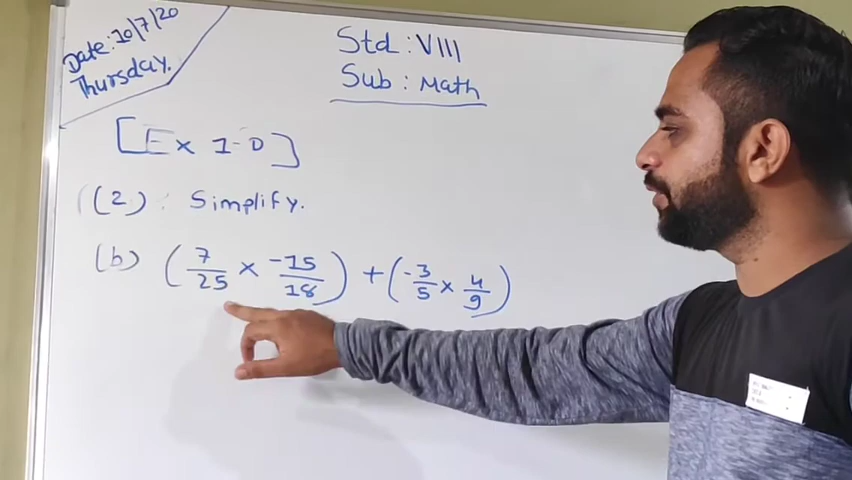 Date: 10/7/20
Thursday.
Std : VIII
Sub : Math
[Ex 1-D]
(2) : Simplify.
(b) (7/25 × -15/18) + (-3/5 × 4/9)